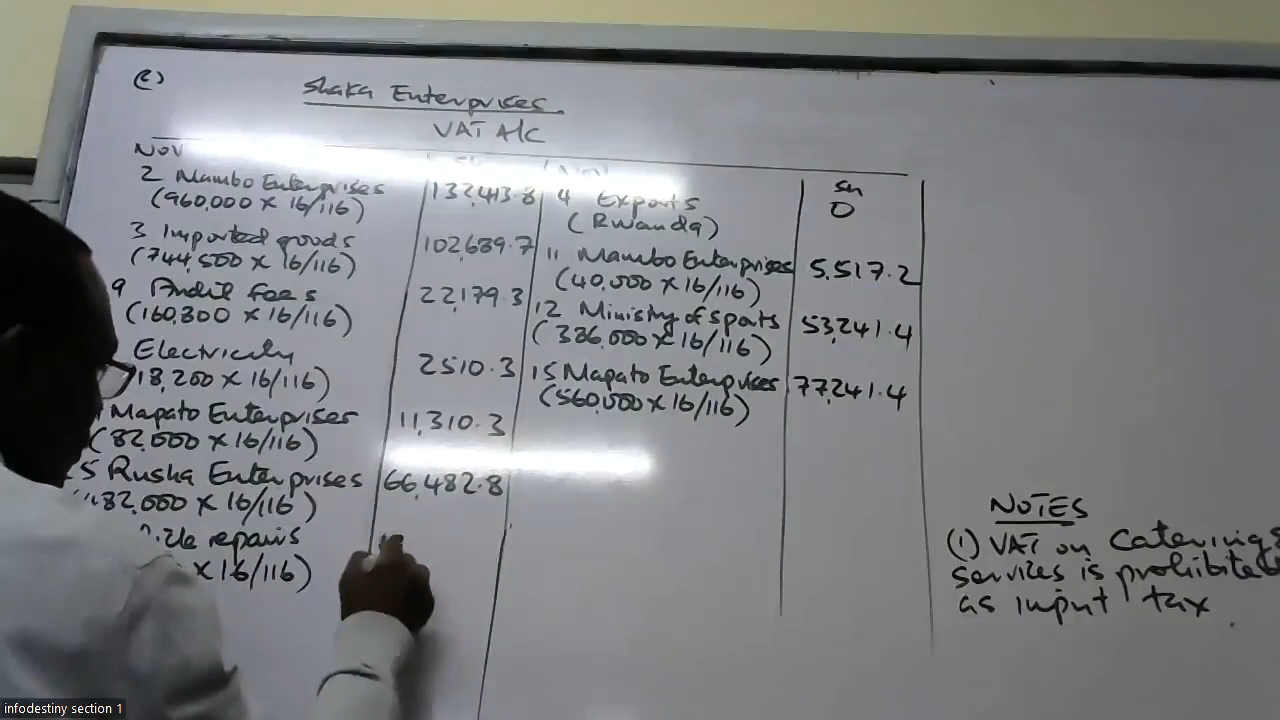 (c)
Shaka Enterprises
VAT A/C
Nov
2 Mambo Enterprises 132,413.8
(960,000 x 16/116)
3 Imported goods 102,689.7
(744,500 x 16/116)
9 Audit fees 22,179.3
(160,800 x 16/116)
Electricity 2510.3
18,200 x 16/116)
Mapato Enterprises 11,310.3
(82,000 x 16/116)
5 Rusha Enterprises 66,482.8
482,000 x 16/116)
repairs
x 16/116)
sh
4 Exports 0
(Rwanda)
11 Mambo Enterprises 5,517.2
(40,000 x 16/116)
12 Ministry of sports 53,241.4
(386,000 x 16/116)
15 Mapato Enterprises 77,241.4
(560,000 x 16/116)
NOTES
(1) VAT on Catering
services is prohibited
as input tax
infodestiny section 1